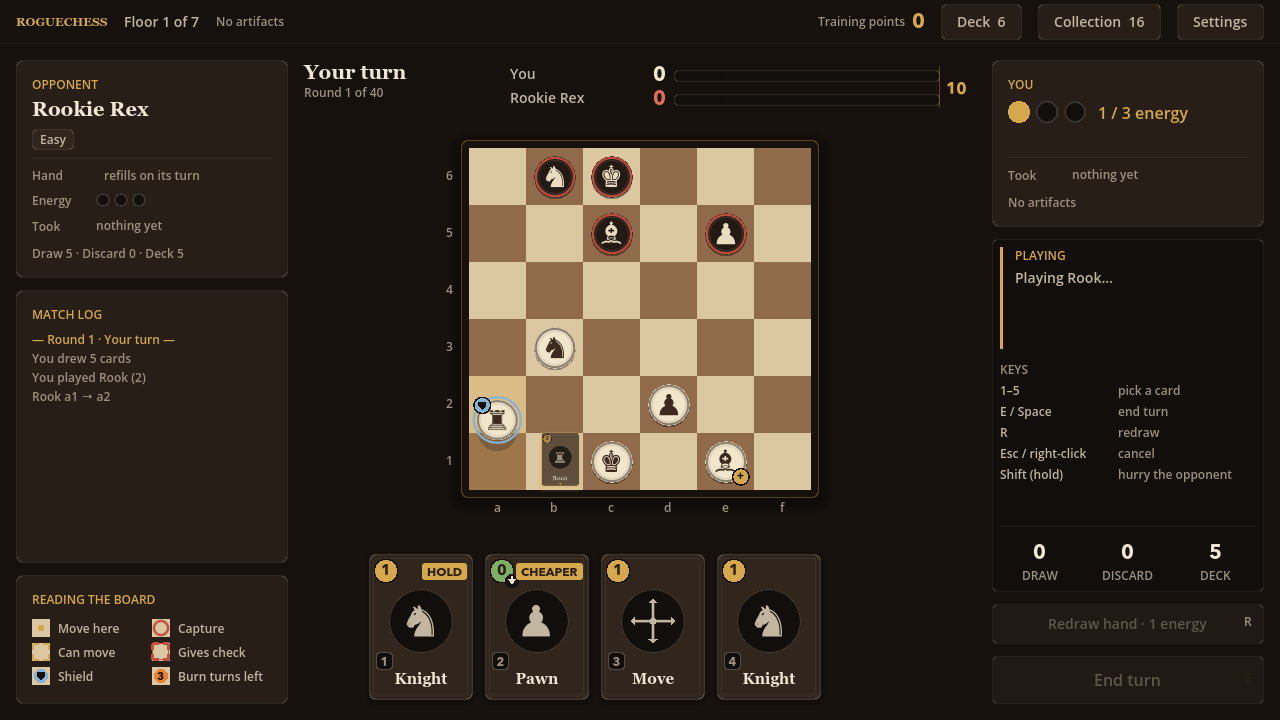 ROGUECHESS
Floor 1 of 7
No artifacts
Training points 0
Deck 6
Collection 16
Settings
OPPONENT
Rookie Rex
Easy
Hand refills on its turn
Energy
Took nothing yet
Draw 5 · Discard 0 · Deck 5
MATCH LOG
— Round 1 · Your turn —
You drew 5 cards
You played Rook (2)
Rook a1 → a2
READING THE BOARD
Move here
Capture
Can move
Gives check
Shield
3 Burn turns left
Your turn
Round 1 of 40
You 0
Rookie Rex 0
10
6
5
4
3
2
1
Rook
a b c d e f
1 HOLD
1
Knight
0 CHEAPER
2
Pawn
1
3
Move
1
4
Knight
YOU
1 / 3 energy
Took nothing yet
No artifacts
PLAYING
Playing Rook...
KEYS
1–5 pick a card
E / Space end turn
R redraw
Esc / right-click cancel
Shift (hold) hurry the opponent
0 0 5
DRAW DISCARD DECK
Redraw hand · 1 energy R
End turn